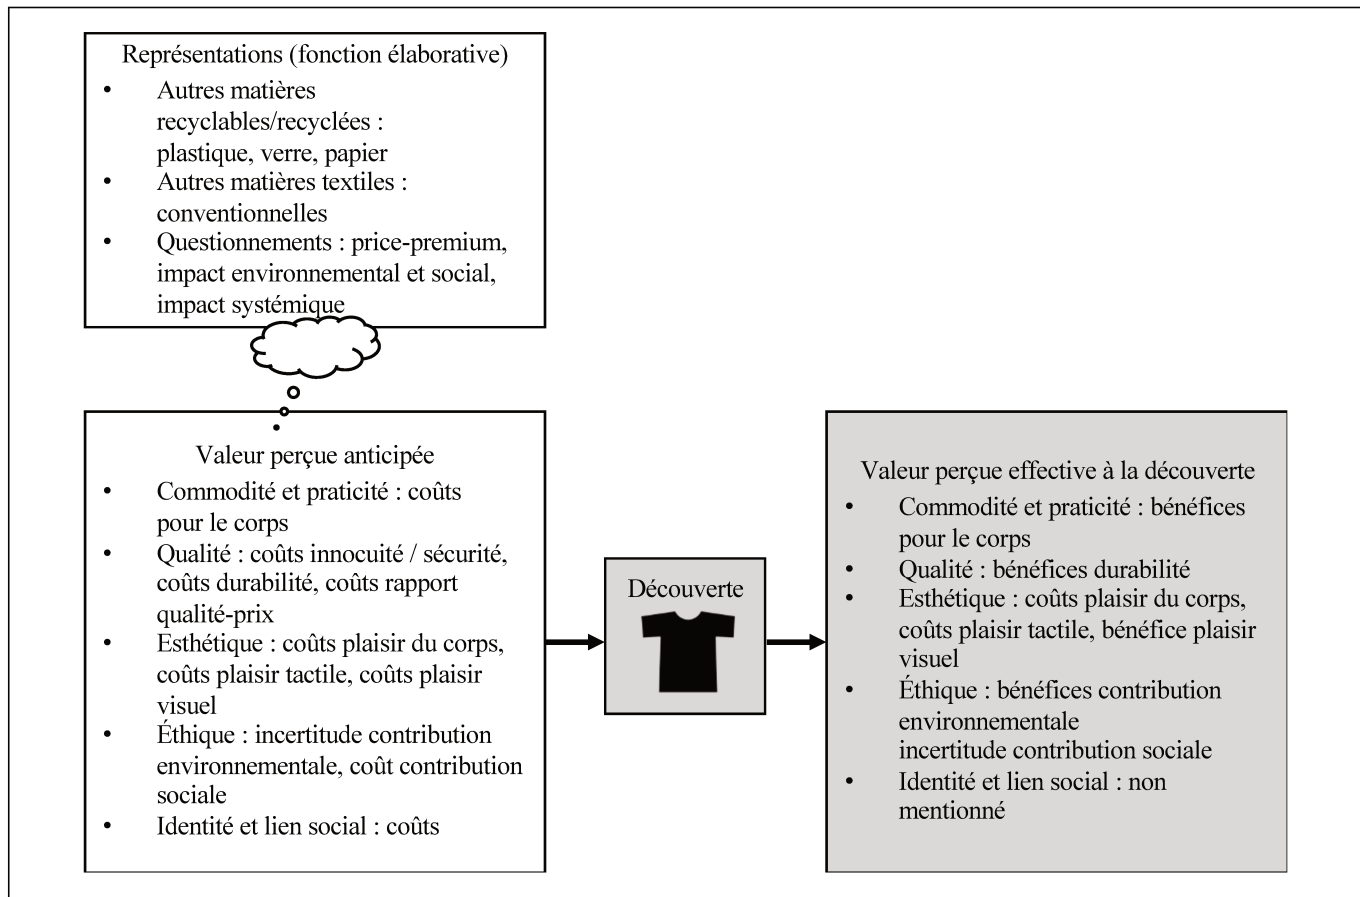 Représentations (fonction élaborative)
• Autres matières
recyclables/recyclées :
plastique, verre, papier
• Autres matières textiles :
conventionnelles
• Questionnements : price-premium,
impact environnemental et social,
impact systémique
Valeur perçue anticipée
• Commodité et praticité : coûts
pour le corps
• Qualité : coûts innocuité / sécurité,
coûts durabilité, coûts rapport
qualité-prix
• Esthétique : coûts plaisir du corps,
coûts plaisir tactile, coûts plaisir
visuel
• Éthique : incertitude contribution
environnementale, coût contribution
sociale
• Identité et lien social : coûts
Découverte
Valeur perçue effective à la découverte
• Commodité et praticité : bénéfices
pour le corps
• Qualité : bénéfices durabilité
• Esthétique : coûts plaisir du corps,
coûts plaisir tactile, bénéfice plaisir
visuel
• Éthique : bénéfices contribution
environnementale
incertitude contribution sociale
• Identité et lien social : non
mentionné